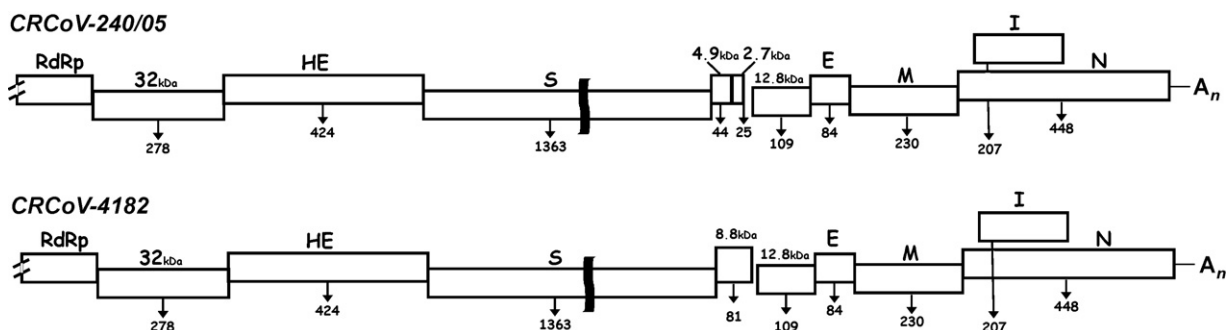 CRCoV-240/05
I
4.9kDa 2.7kDa
RdRp 32kDa HE S 12.8kDa E M N
An
278 424 1363 44 25 109 84 230 207 448
CRCoV-4182
I
RdRp 32kDa HE S 8.8kDa 12.8kDa E M N
An
278 424 1363 81 109 84 230 207 448